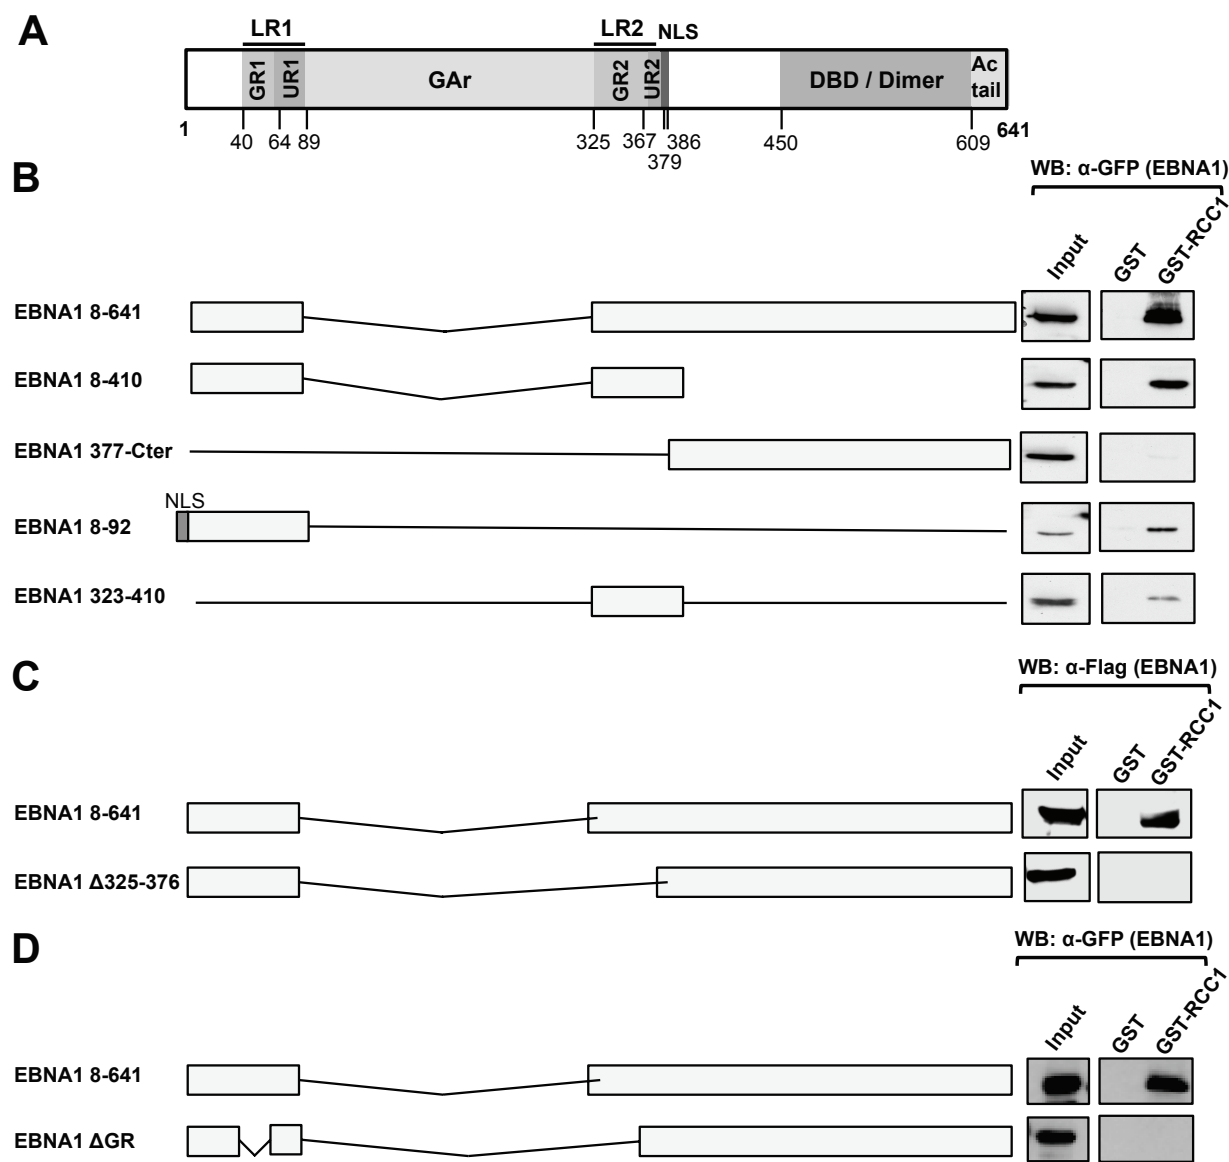 A
LR1
LR2
NLS
GR1
UR1
GAr
GR2
UR2
DBD / Dimer
Ac
tail
1
40
64
89
325
367
379
386
450
609
641
B
WB: α-GFP (EBNA1)
Input
GST
GST-RCC1
EBNA1 8-641
EBNA1 8-410
EBNA1 377-Cter
NLS
EBNA1 8-92
EBNA1 323-410
C
WB: α-Flag (EBNA1)
Input
GST
GST-RCC1
EBNA1 8-641
EBNA1 Δ325-376
D
WB: α-GFP (EBNA1)
Input
GST
GST-RCC1
EBNA1 8-641
EBNA1 ΔGR